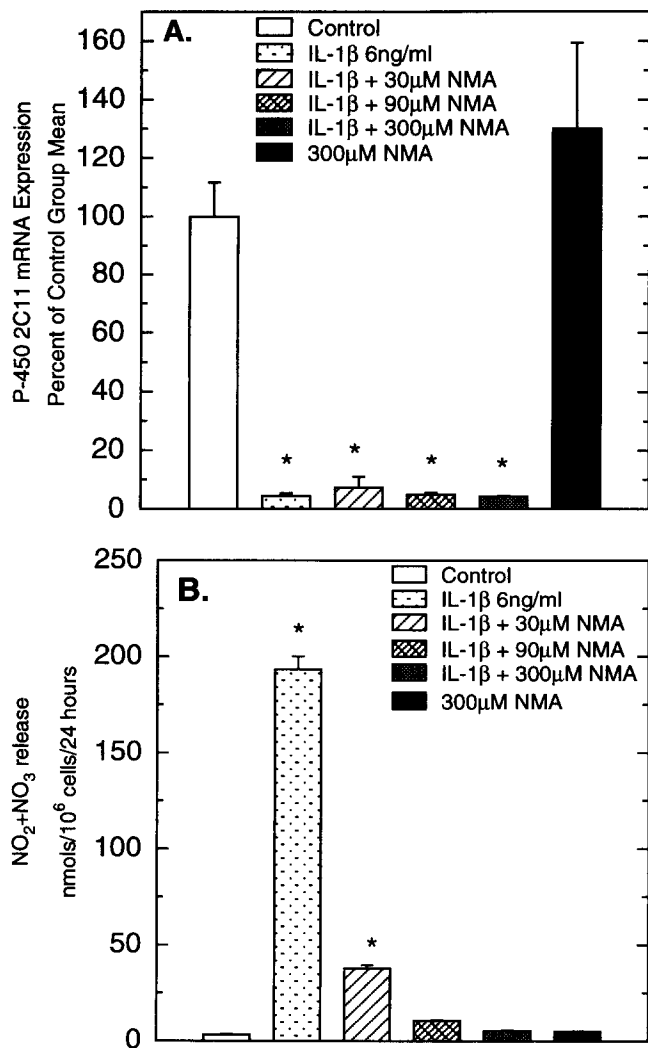 A.
Control
IL-1β 6ng/ml
IL-1β + 30μM NMA
IL-1β + 90μM NMA
IL-1β + 300μM NMA
300μM NMA
P-450 2C11 mRNA Expression
Percent of Control Group Mean
160
140
120
100
80
60
40
20
0
*
*
*
*
B.
Control
IL-1β 6ng/ml
IL-1β + 30μM NMA
IL-1β + 90μM NMA
IL-1β + 300μM NMA
300μM NMA
NO₂+NO₃ release
nmols/10⁶ cells/24 hours
250
200
150
100
50
0
*
*